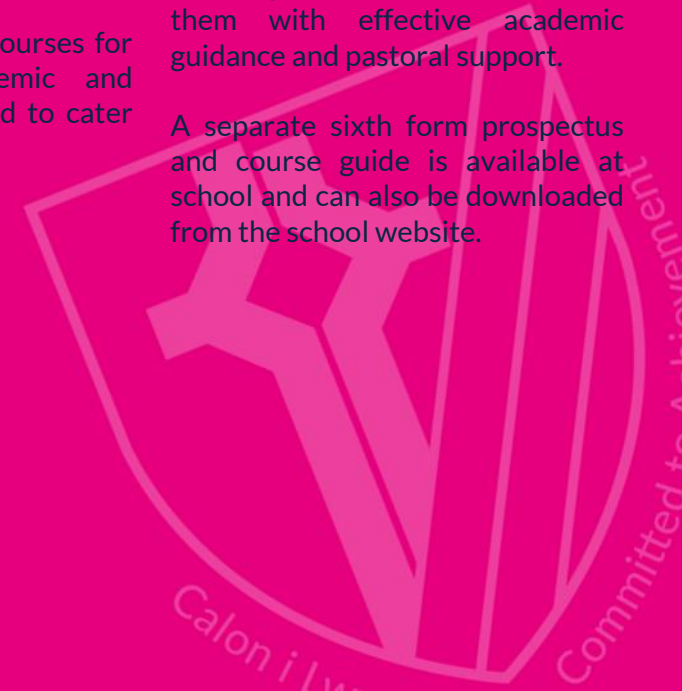 ourses for
emic and
d to cater
them with effective academic
guidance and pastoral support.
A separate sixth form prospectus
and course guide is available at
school and can also be downloaded
from the school website.
Calon i
Committed to Achievement